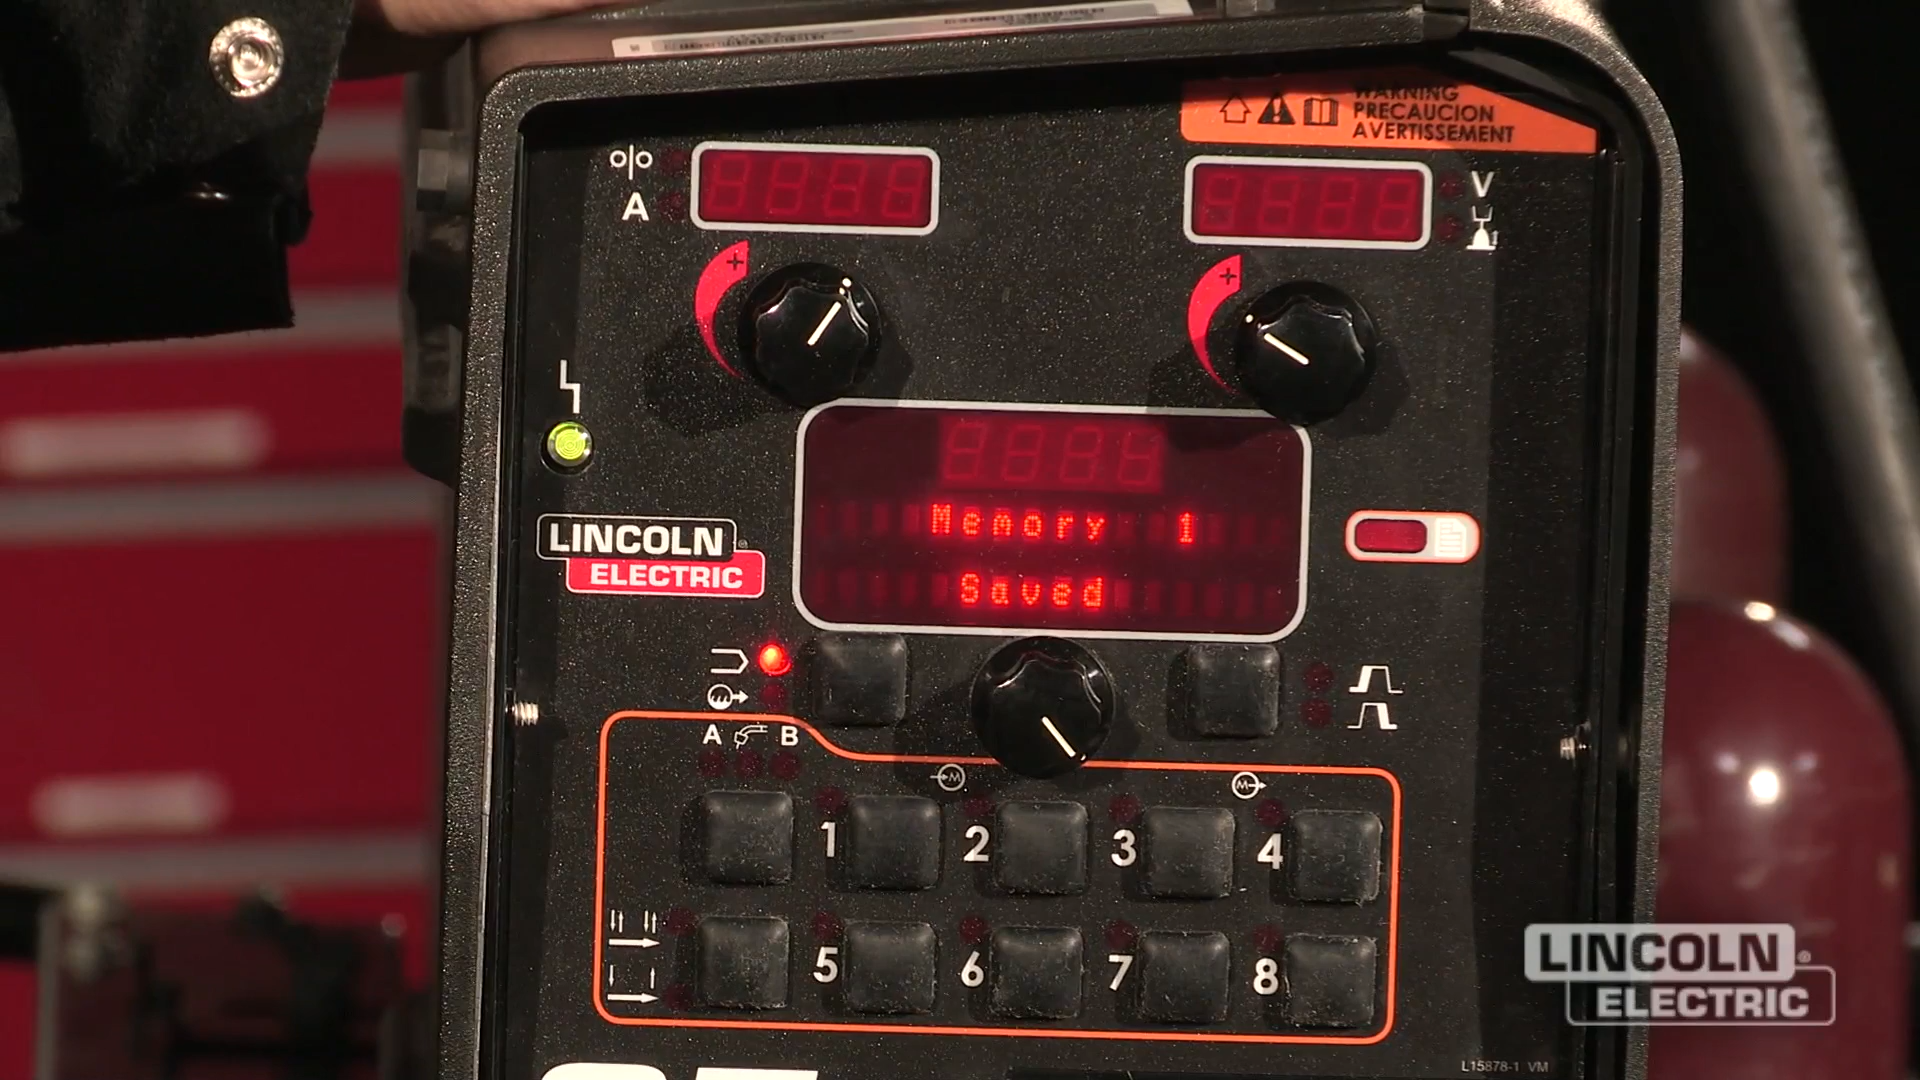 WARNING
PRECAUCION
AVERTISSEMENT
A
V
LINCOLN®
ELECTRIC
Memory 1
Saved
A B
M M
1 2 3 4
5 6 7 8
LINCOLN®
ELECTRIC
L15878-1 VM